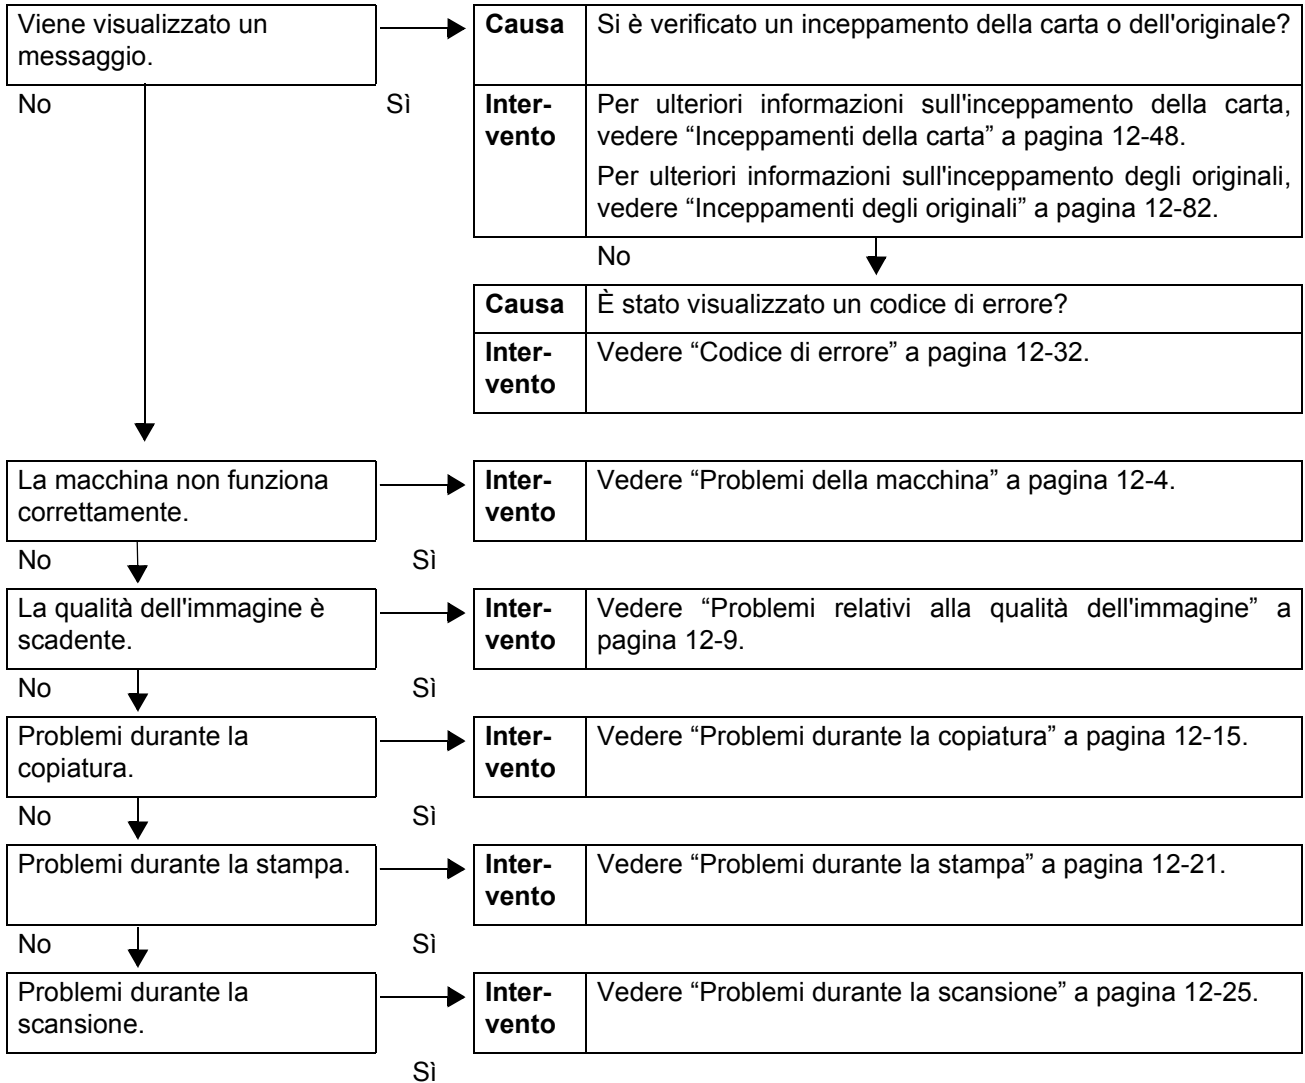 Viene visualizzato un
messaggio.
Causa
Si è verificato un inceppamento della carta o dell'originale?
No
Sì
Inter-
vento
Per ulteriori informazioni sull'inceppamento della carta,
vedere “Inceppamenti della carta” a pagina 12-48.
Per ulteriori informazioni sull'inceppamento degli originali,
vedere “Inceppamenti degli originali” a pagina 12-82.
No
Causa
È stato visualizzato un codice di errore?
Inter-
vento
Vedere “Codice di errore” a pagina 12-32.
La macchina non funziona
correttamente.
Inter-
vento
Vedere “Problemi della macchina” a pagina 12-4.
No
Sì
La qualità dell'immagine è
scadente.
Inter-
vento
Vedere “Problemi relativi alla qualità dell'immagine” a
pagina 12-9.
No
Sì
Problemi durante la
copiatura.
Inter-
vento
Vedere “Problemi durante la copiatura” a pagina 12-15.
No
Sì
Problemi durante la stampa.
Inter-
vento
Vedere “Problemi durante la stampa” a pagina 12-21.
No
Sì
Problemi durante la
scansione.
Inter-
vento
Vedere “Problemi durante la scansione” a pagina 12-25.
Sì